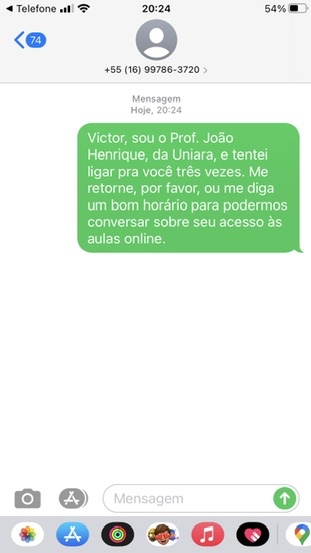 ◀ Telefone 20:24 54%
74
+55 (16) 99786-3720 >
Mensagem
Hoje, 20:24
Victor, sou o Prof. João
Henrique, da Uniara, e tentei
ligar pra você três vezes. Me
retorne, por favor, ou me diga
um bom horário para podermos
conversar sobre seu acesso às
aulas online.
Mensagem